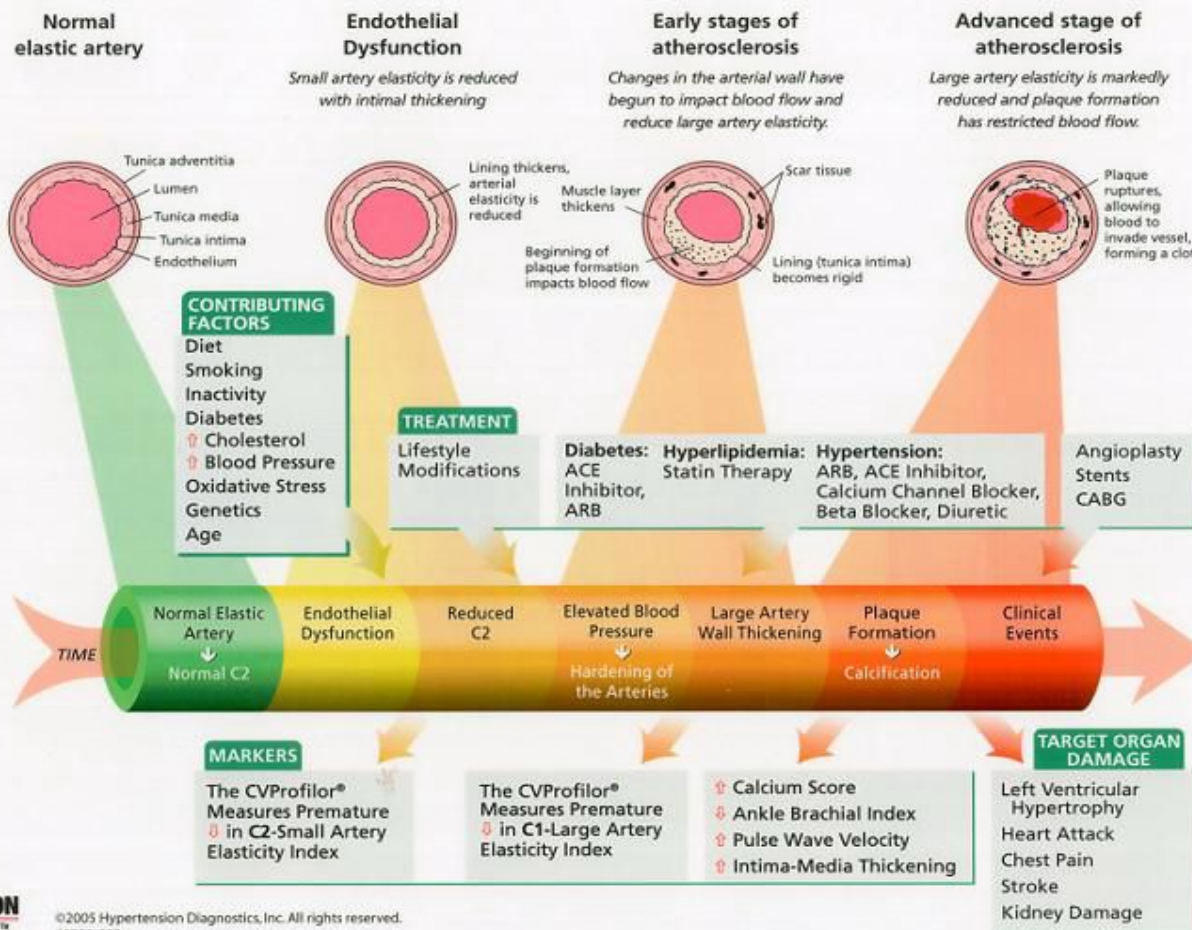 Normal
elastic artery
Endothelial
Dysfunction
Small artery elasticity is reduced
with intimal thickening
Early stages of
atherosclerosis
Changes in the arterial wall have
begun to impact blood flow and
reduce large artery elasticity.
Advanced stage of
atherosclerosis
Large artery elasticity is markedly
reduced and plaque formation
has restricted blood flow.
Tunica adventitia
Lumen
Tunica media
Tunica intima
Endothelium
Lining thickens,
arterial
elasticity is
reduced
Muscle layer
thickens
Beginning of
plaque formation
impacts blood flow
Scar tissue
Lining (tunica intima)
becomes rigid
Plaque
ruptures,
allowing
blood to
invade vessel,
forming a clot
CONTRIBUTING
FACTORS
Diet
Smoking
Inactivity
Diabetes
⇧ Cholesterol
⇧ Blood Pressure
Oxidative Stress
Genetics
Age
TREATMENT
Lifestyle
Modifications
Diabetes:
ACE
Inhibitor,
ARB
Hyperlipidemia:
Statin Therapy
Hypertension:
ARB, ACE Inhibitor,
Calcium Channel Blocker,
Beta Blocker, Diuretic
Angioplasty
Stents
CABG
TIME
Normal Elastic
Artery
Normal C2
Endothelial
Dysfunction
Reduced
C2
Elevated Blood
Pressure
Hardening of
the Arteries
Large Artery
Wall Thickening
Plaque
Formation
Calcification
Clinical
Events
MARKERS
The CVProfilor®
Measures Premature
⇩ in C2-Small Artery
Elasticity Index
The CVProfilor®
Measures Premature
⇩ in C1-Large Artery
Elasticity Index
⇧ Calcium Score
⇩ Ankle Brachial Index
⇧ Pulse Wave Velocity
⇧ Intima-Media Thickening
TARGET ORGAN
DAMAGE
Left Ventricular
Hypertrophy
Heart Attack
Chest Pain
Stroke
Kidney Damage
ON
©2005 Hypertension Diagnostics, Inc. All rights reserved.